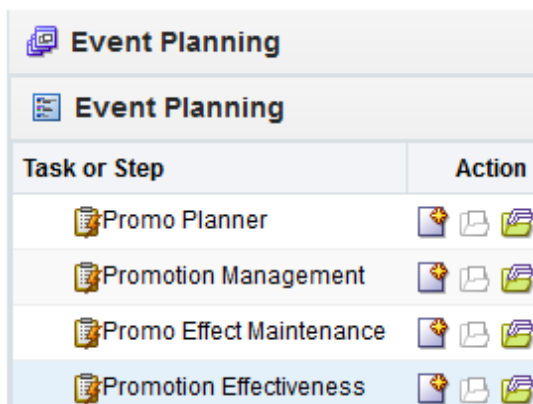 Event Planning
Event Planning
Task or Step Action
Promo Planner
Promotion Management
Promo Effect Maintenance
Promotion Effectiveness